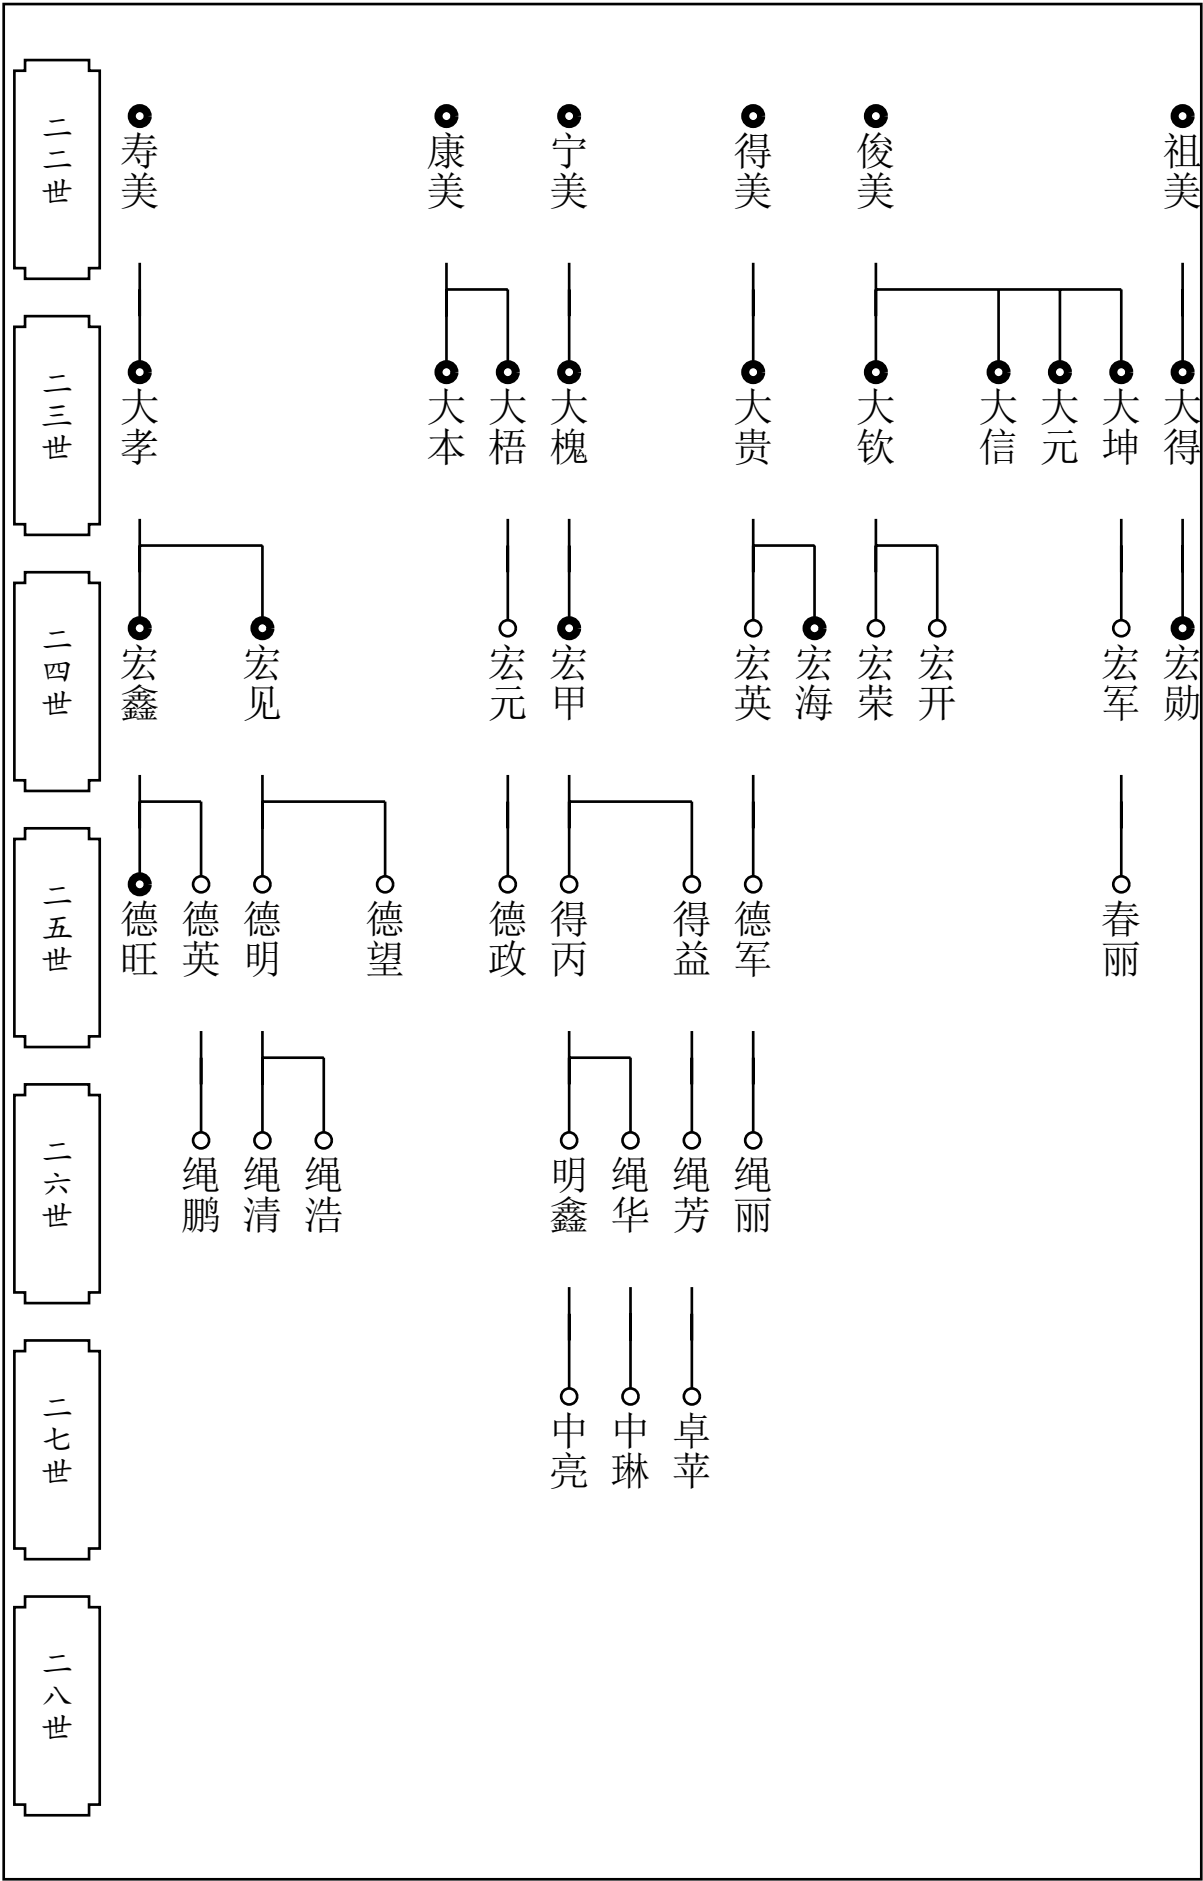 二二世
寿美
康美
宁美
得美
俊美
祖美
二三世
大孝
大本
大梧
大槐
大贵
大钦
大信
大元
大坤
大得
二四世
宏鑫
宏见
宏元
宏甲
宏英
宏海
宏荣
宏开
宏军
宏勋
二五世
德旺
德英
德明
德望
德政
得丙
得益
德军
春丽
二六世
绳鹏
绳清
绳浩
明鑫
绳华
绳芳
绳丽
二七世
中亮
中琳
卓苹
二八世